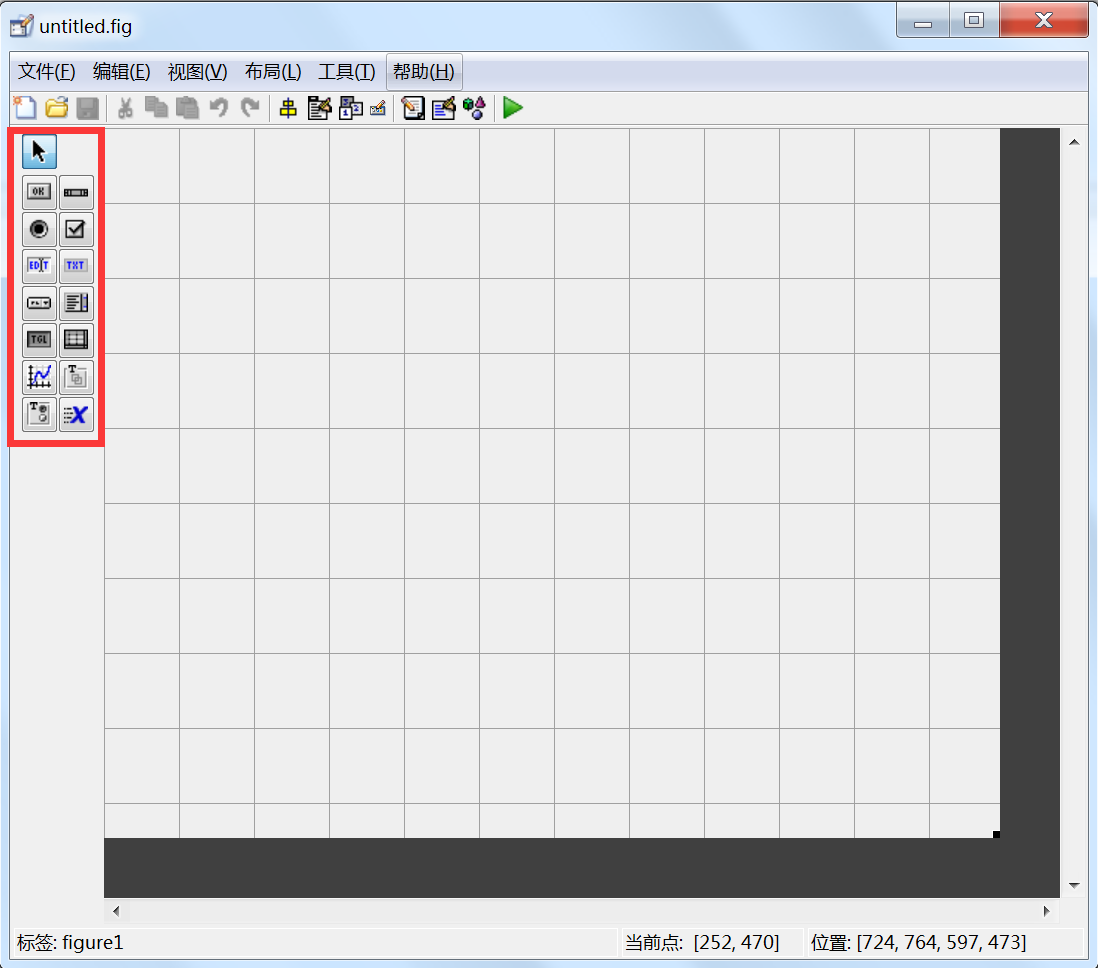 untitled.fig
文件(F) 编辑(E) 视图(V) 布局(L) 工具(T) 帮助(H)
OK
EDIT TXT
TGL
T
T X
标签: figure1 当前点: [252, 470] 位置: [724, 764, 597, 473]